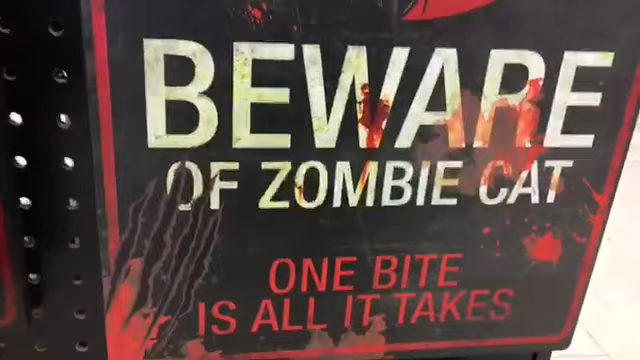 BEWARE
OF ZOMBIE CAT
ONE BITE
IS ALL IT TAKES